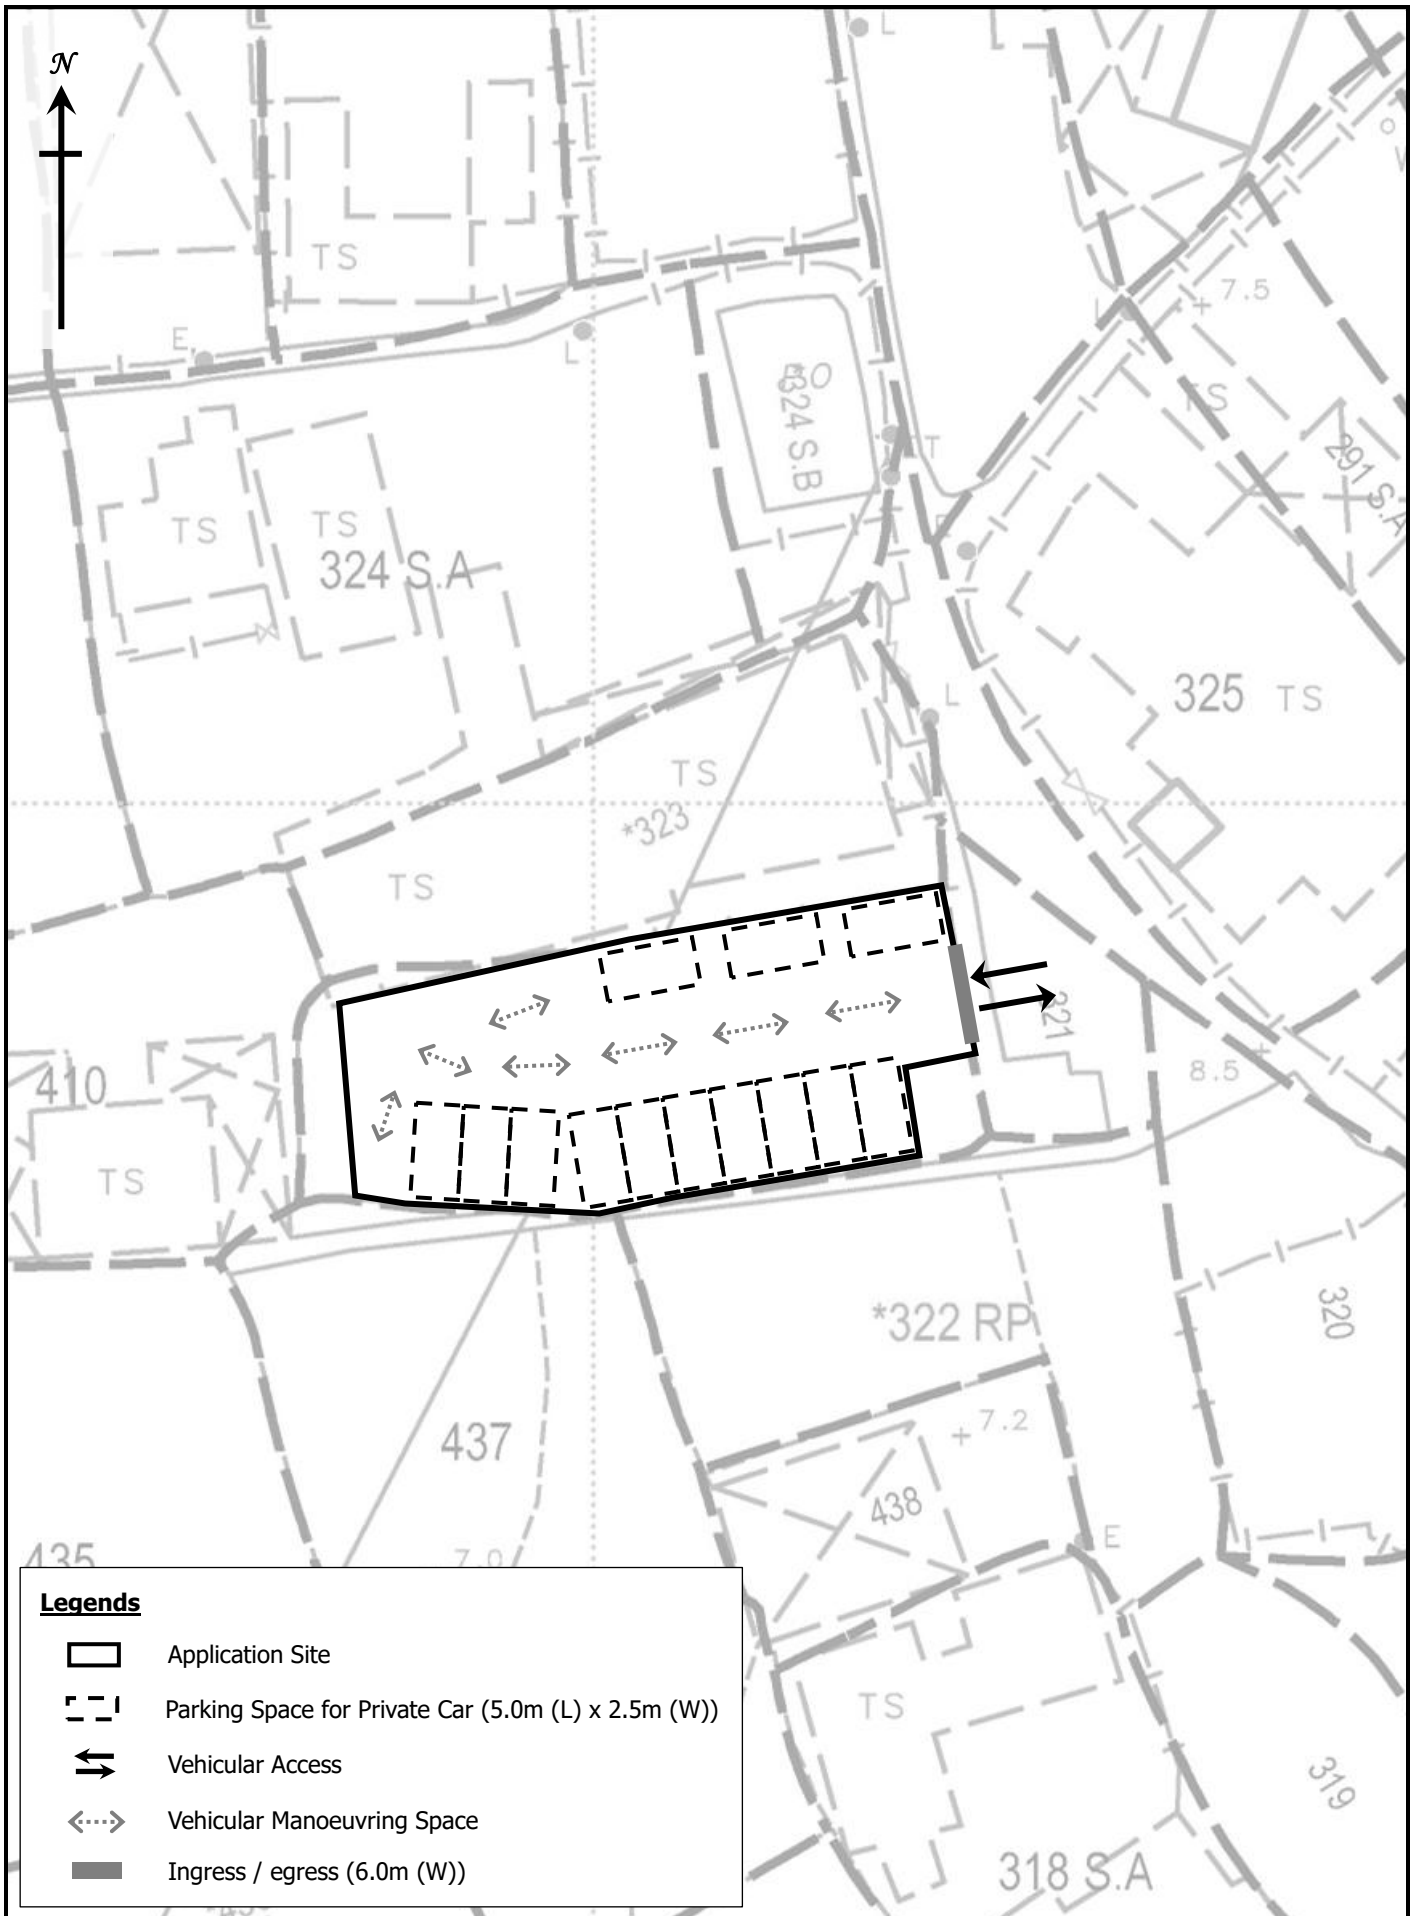 L
N
TS
7.5
E
L
TS
*324 S.B
T
291 S.A
TS
TS
324 S.A
L
325 TS
TS
*323
TS
321
410
8.5
TS
320
*322 RP
437
7.2
438
435
7.0
E
Legends
Application Site
Parking Space for Private Car (5.0m (L) x 2.5m (W))
TS
Vehicular Access
319
Vehicular Manoeuvring Space
Ingress / egress (6.0m (W))
318 S.A